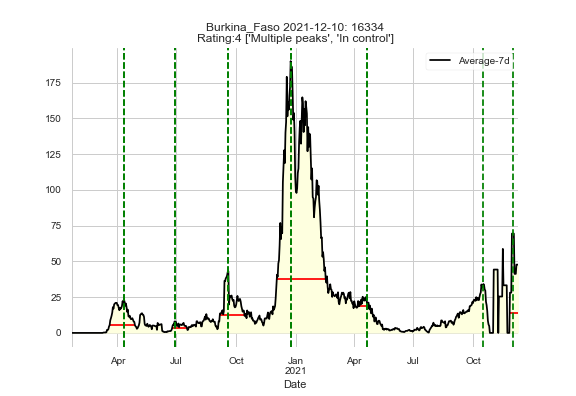 Burkina_Faso 2021-12-10: 16334
Rating:4 ['Multiple peaks', 'In control']
Average-7d
175
150
125
100
75
50
25
0
Apr Jul Oct Jan Apr Jul Oct
2021
Date